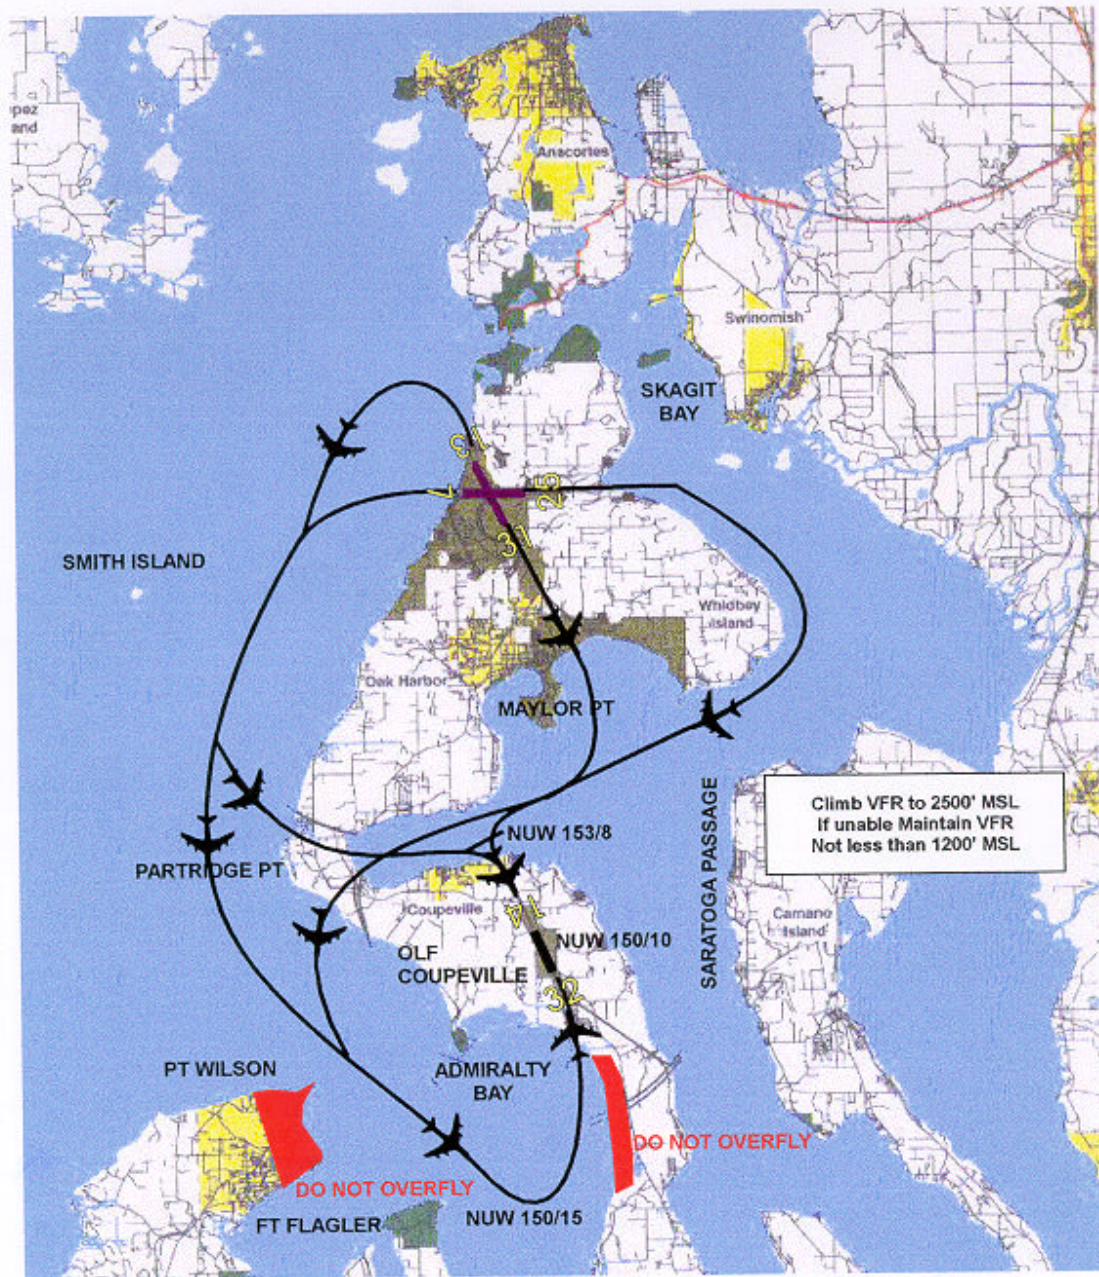 pez
and
Anacortes
Swinomish
SKAGIT
BAY
13
7
25
31
SMITH ISLAND
Whidbey
Island
Oak Harbor
MAYLOR PT
SARATOGA PASSAGE
Climb VFR to 2500' MSL
If unable Maintain VFR
Not less than 1200' MSL
NUW 153/8
PARTRIDGE PT
Coupeville
14
Camano
Island
NUW 150/10
OLF
COUPEVILLE
32
PT WILSON
ADMIRALTY
BAY
DO NOT OVERFLY
DO NOT OVERFLY
FT FLAGLER
NUW 150/15